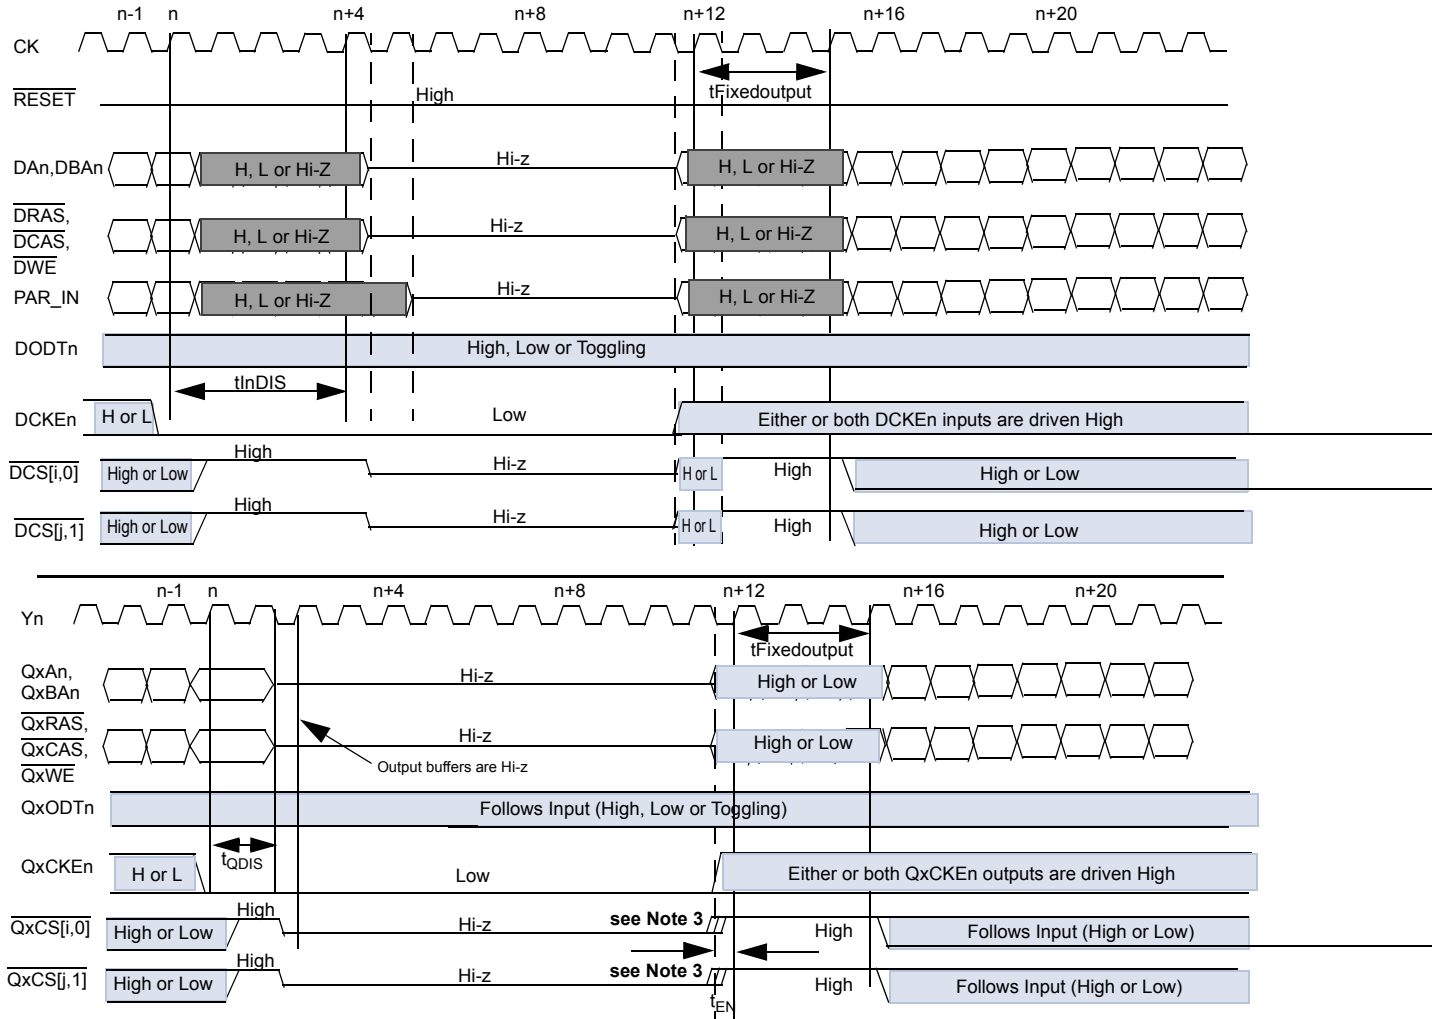 n-1 n n+4 n+8 n+12 n+16 n+20
CK
RESET High tFixedoutput
DAn,DBAn H, L or Hi-Z Hi-z H, L or Hi-Z
DRAS,
DCAS, H, L or Hi-Z Hi-z H, L or Hi-Z
DWE
PAR_IN H, L or Hi-Z Hi-z H, L or Hi-Z
DODTn High, Low or Toggling
tInDIS
DCKEn H or L Low Either or both DCKEn inputs are driven High
DCS[i,0] High or Low High Hi-z H or L High High or Low
DCS[j,1] High or Low High Hi-z H or L High High or Low
n-1 n n+4 n+8 n+12 n+16 n+20
Yn
tFixedoutput
QxAn,
QxBAn Hi-z High or Low
QxRAS,
QxCAS, Hi-z High or Low
QxWE Output buffers are Hi-z
QxODTn Follows Input (High, Low or Toggling)
tQDIS
QxCKEn H or L Low Either or both QxCKEn outputs are driven High
QxCS[i,0] High or Low High Hi-z see Note 3 High Follows Input (High or Low)
QxCS[j,1] High or Low High Hi-z see Note 3 High Follows Input (High or Low)
tEN